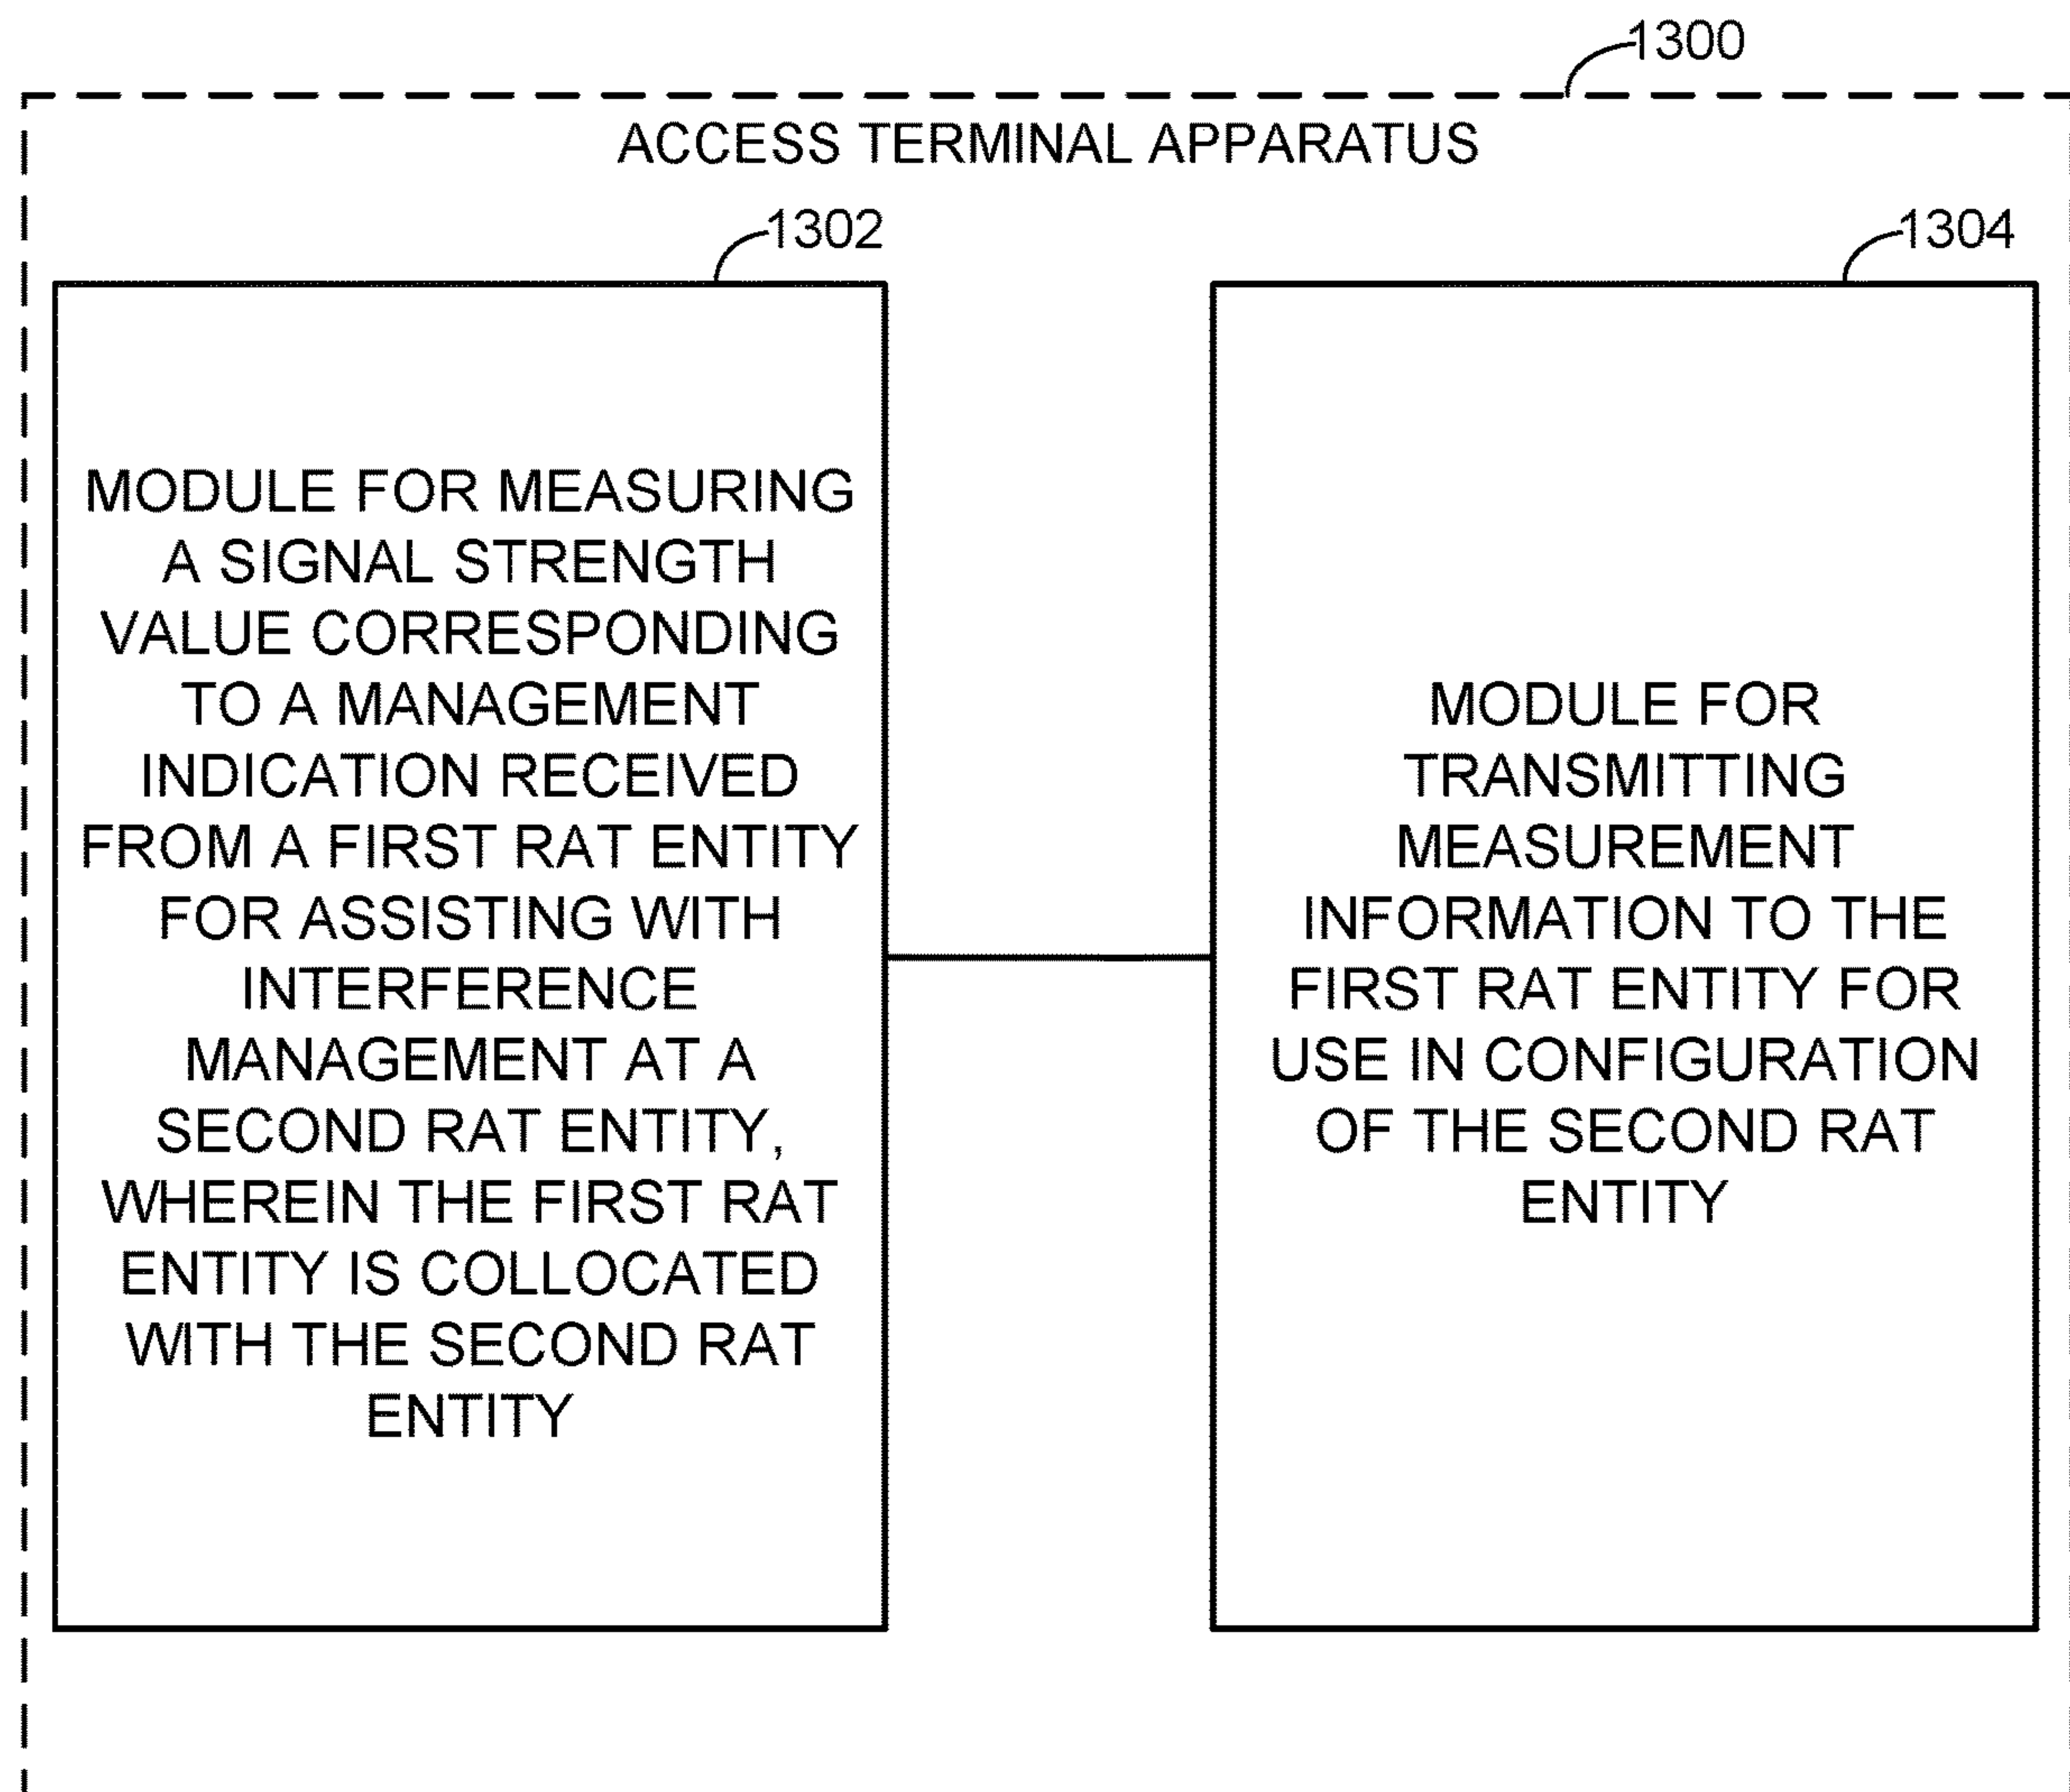 1300
ACCESS TERMINAL APPARATUS
1302
MODULE FOR MEASURING
A SIGNAL STRENGTH
VALUE CORRESPONDING
TO A MANAGEMENT
INDICATION RECEIVED
FROM A FIRST RAT ENTITY
FOR ASSISTING WITH
INTERFERENCE
MANAGEMENT AT A
SECOND RAT ENTITY,
WHEREIN THE FIRST RAT
ENTITY IS COLLOCATED
WITH THE SECOND RAT
ENTITY
1304
MODULE FOR
TRANSMITTING
MEASUREMENT
INFORMATION TO THE
FIRST RAT ENTITY FOR
USE IN CONFIGURATION
OF THE SECOND RAT
ENTITY